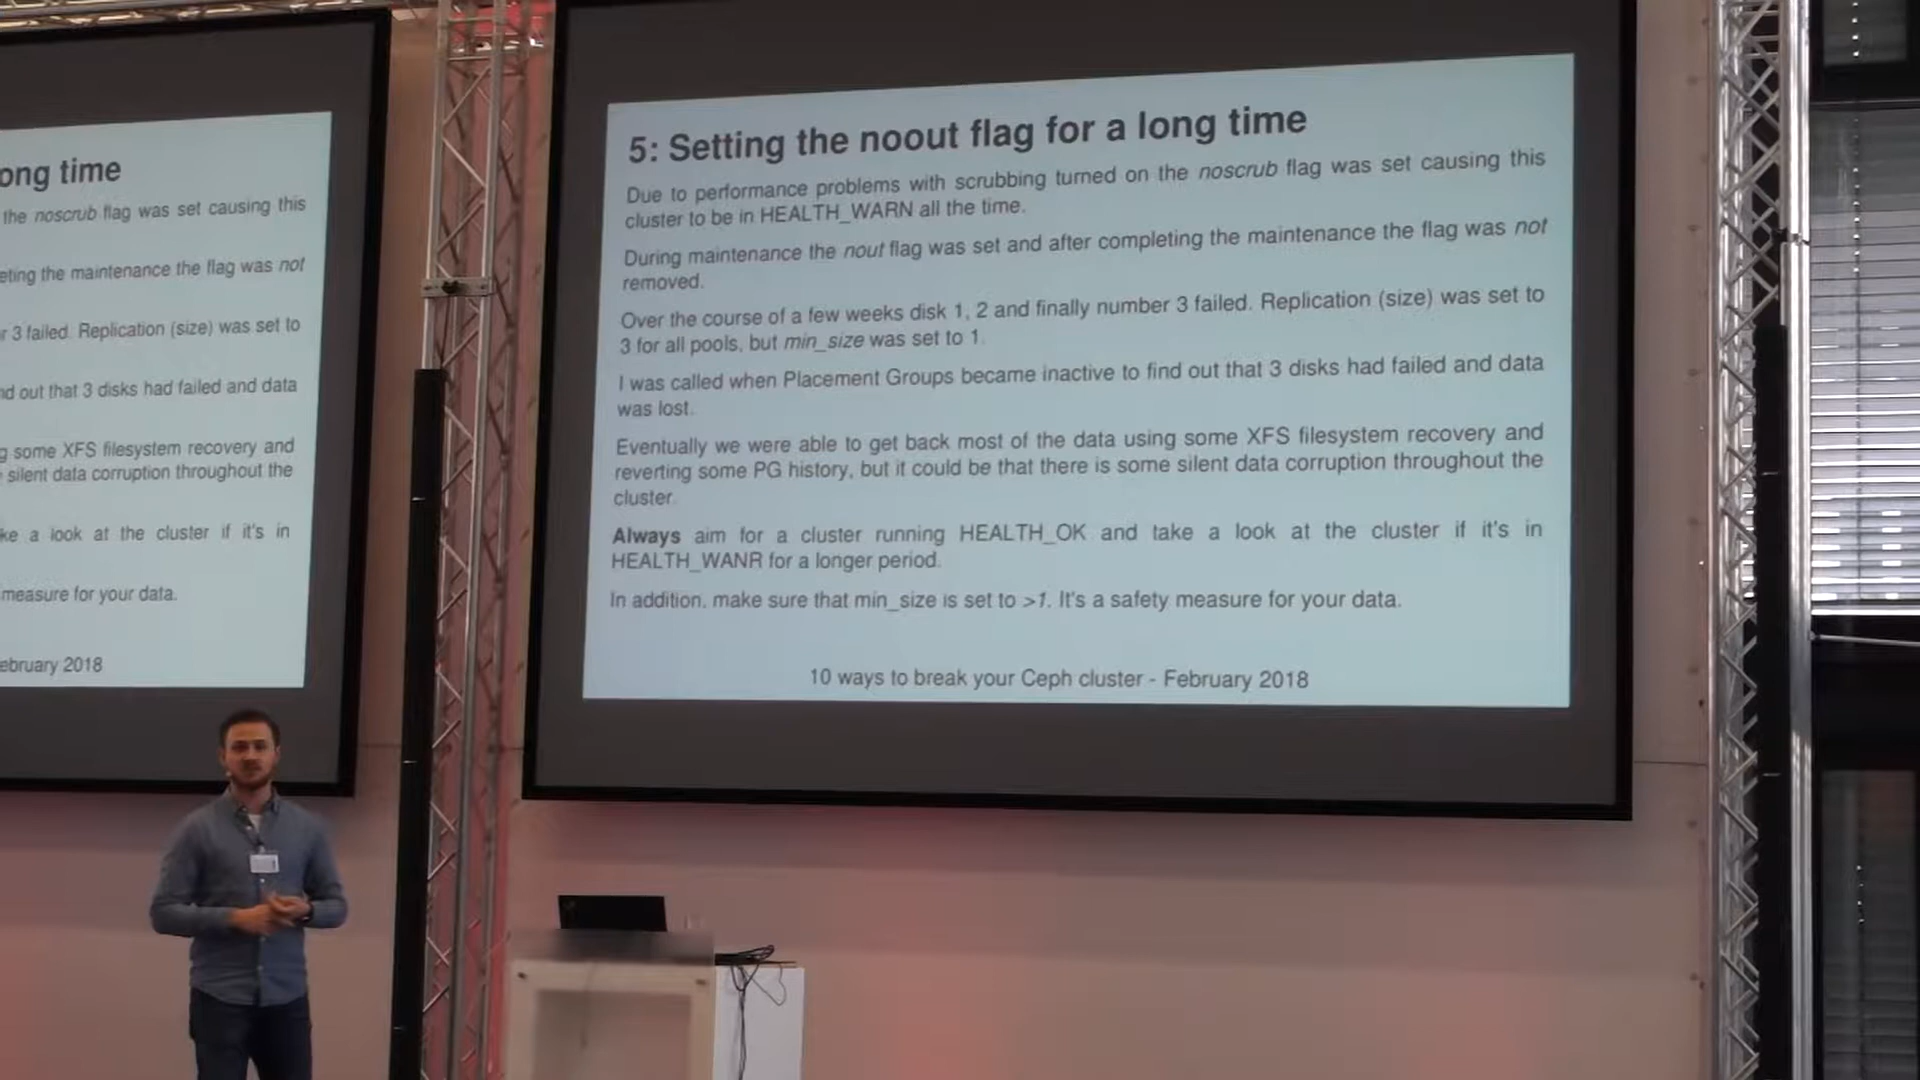 ong time
the noscrub flag was set causing this
eting the maintenance the flag was not
r 3 failed. Replication (size) was set to
nd out that 3 disks had failed and data
g some XFS filesystem recovery and
silent data corruption throughout the
ke a look at the cluster if it's in
measure for your data.
ebruary 2018
5: Setting the noout flag for a long time
Due to performance problems with scrubbing turned on the noscrub flag was set causing this
cluster to be in HEALTH_WARN all the time.
During maintenance the nout flag was set and after completing the maintenance the flag was not
removed.
Over the course of a few weeks disk 1, 2 and finally number 3 failed. Replication (size) was set to
3 for all pools, but min_size was set to 1.
I was called when Placement Groups became inactive to find out that 3 disks had failed and data
was lost.
Eventually we were able to get back most of the data using some XFS filesystem recovery and
reverting some PG history, but it could be that there is some silent data corruption throughout the
cluster.
Always aim for a cluster running HEALTH_OK and take a look at the cluster if it's in
HEALTH_WANR for a longer period.
In addition, make sure that min_size is set to >1. It's a safety measure for your data.
10 ways to break your Ceph cluster - February 2018